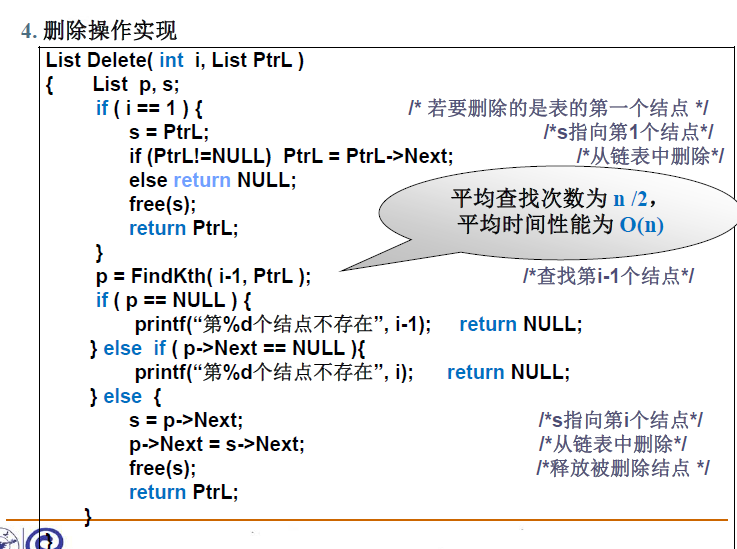 4. 删除操作实现
List Delete( int i, List PtrL )
{ List p, s;
if ( i == 1 ) { /* 若要删除的是表的第一个结点 */
s = PtrL; /*s指向第1个结点*/
if (PtrL!=NULL) PtrL = PtrL->Next; /*从链表中删除*/
else return NULL;
free(s);
return PtrL;
}
平均查找次数为 n /2，
平均时间性能为 O(n)
p = FindKth( i-1, PtrL ); /*查找第i-1个结点*/
if ( p == NULL ) {
printf(“第%d个结点不存在”, i-1); return NULL;
} else if ( p->Next == NULL ){
printf(“第%d个结点不存在”, i); return NULL;
} else {
s = p->Next; /*s指向第i个结点*/
p->Next = s->Next; /*从链表中删除*/
free(s); /*释放被删除结点 */
return PtrL;
}
}